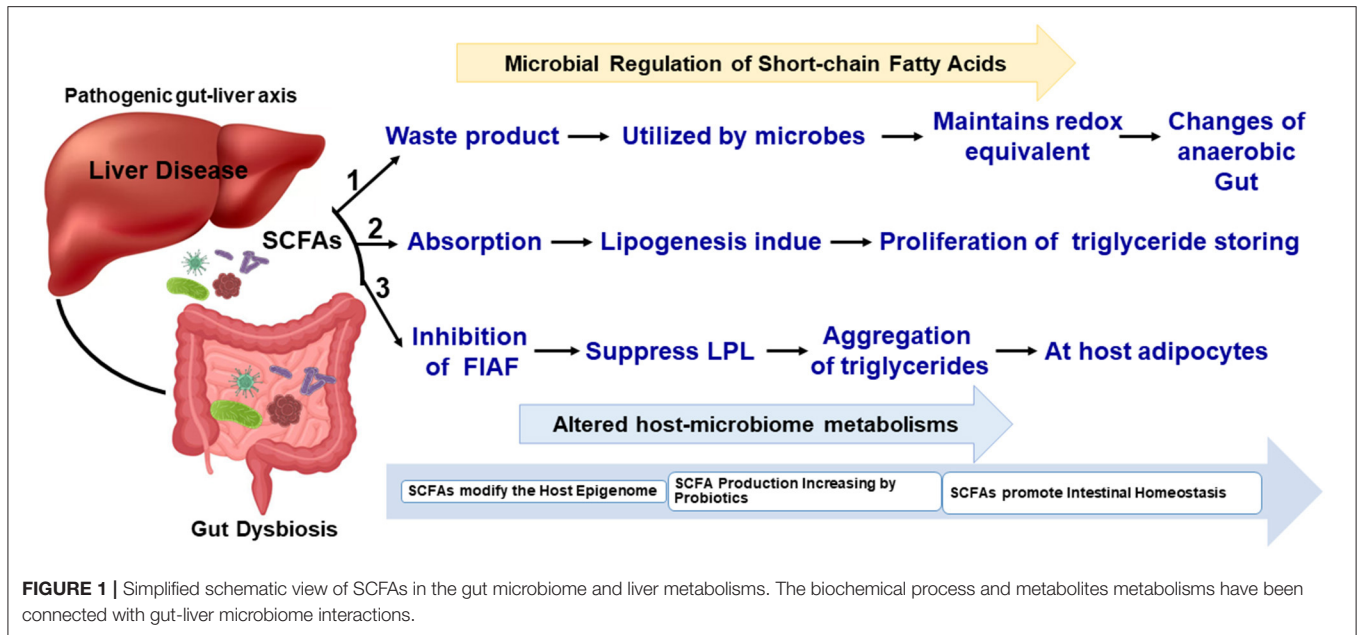 Microbial Regulation of Short-chain Fatty Acids
Pathogenic gut-liver axis
Liver Disease
SCFAs
1
Waste product
Utilized by microbes
Maintains redox
equivalent
Changes of
anaerobic
Gut
2
Absorption
Lipogenesis indue
Proliferation of triglyceride storing
3
Inhibition
of FIAF
Suppress LPL
Aggregation
of triglycerides
At host adipocytes
Altered host-microbiome metabolisms
SCFAs modify the Host Epigenome
SCFA Production Increasing by
Probiotics
SCFAs promote Intestinal Homeostasis
Gut Dysbiosis
FIGURE 1 | Simplified schematic view of SCFAs in the gut microbiome and liver metabolisms. The biochemical process and metabolites metabolisms have been
connected with gut-liver microbiome interactions.